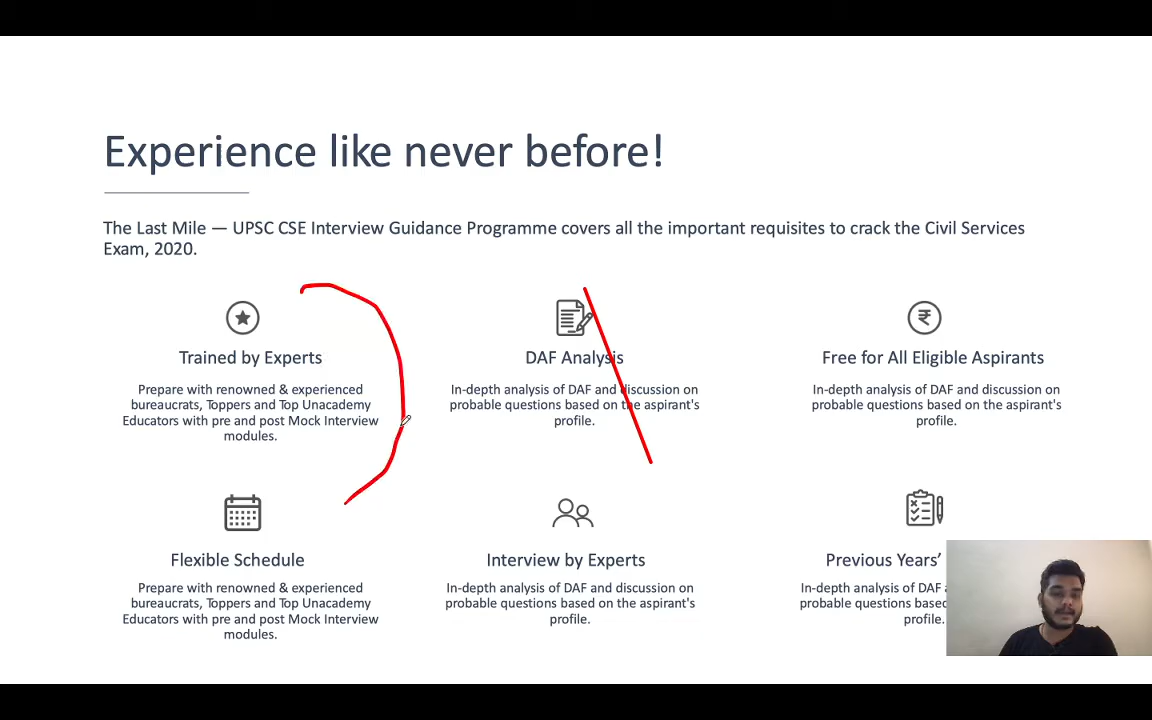 Experience like never before!
The Last Mile — UPSC CSE Interview Guidance Programme covers all the important requisites to crack the Civil Services
Exam, 2020.
Trained by Experts
Prepare with renowned & experienced
bureaucrats, Toppers and Top Unacademy
Educators with pre and post Mock Interview
modules.
DAF Analysis
In-depth analysis of DAF and discussion on
probable questions based on the aspirant's
profile.
Free for All Eligible Aspirants
In-depth analysis of DAF and discussion on
probable questions based on the aspirant's
profile.
Flexible Schedule
Prepare with renowned & experienced
bureaucrats, Toppers and Top Unacademy
Educators with pre and post Mock Interview
modules.
Interview by Experts
In-depth analysis of DAF and discussion on
probable questions based on the aspirant's
profile.
Previous Years’
In-depth analysis of DAF
probable questions based
profile.